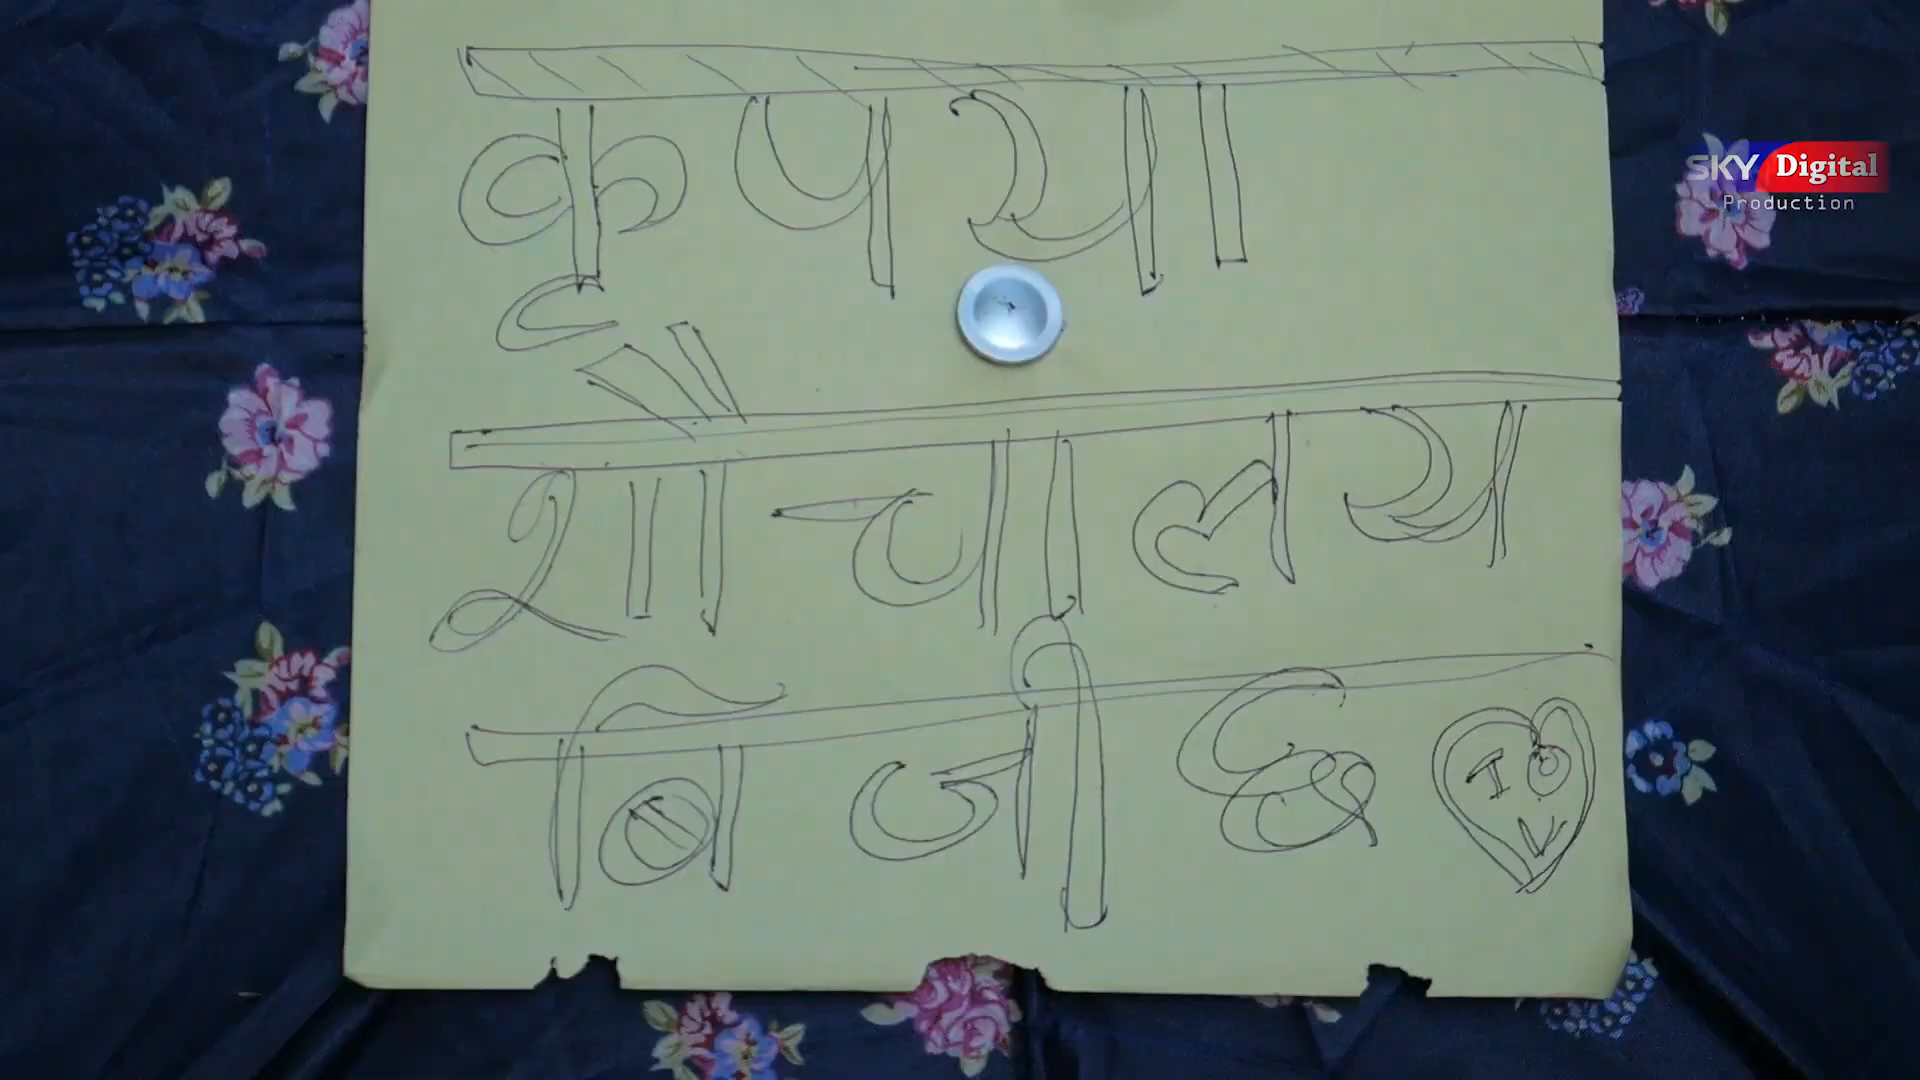 कृपया
शौचालय
बिजी छ
I O V
SKY Digital
Production